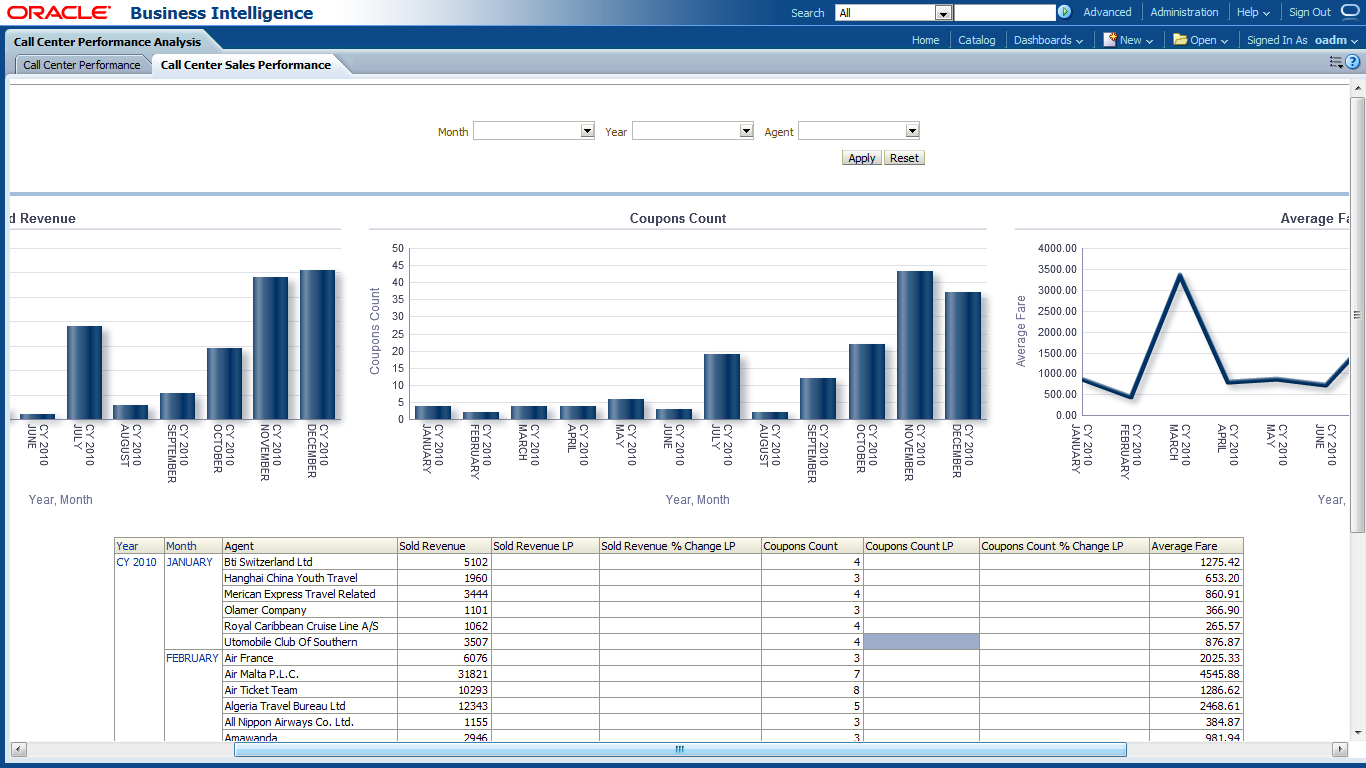 ORACLE Business Intelligence
Search All Advanced Administration Help Sign Out
Call Center Performance Analysis
Home Catalog Dashboards New Open Signed In As oadm
Call Center Performance Call Center Sales Performance
Month Year Agent
Apply Reset
d Revenue
CY 2010 JUNE
CY 2010 JULY
CY 2010 AUGUST
CY 2010 SEPTEMBER
CY 2010 OCTOBER
CY 2010 NOVEMBER
CY 2010 DECEMBER
Year, Month
Coupons Count
Coupons Count
50
45
40
35
30
25
20
15
10
5
0
CY 2010 JANUARY
CY 2010 FEBRUARY
CY 2010 MARCH
CY 2010 APRIL
CY 2010 MAY
CY 2010 JUNE
CY 2010 JULY
CY 2010 AUGUST
CY 2010 SEPTEMBER
CY 2010 OCTOBER
CY 2010 NOVEMBER
CY 2010 DECEMBER
Year, Month
Average Fa
Average Fare
4000.00
3500.00
3000.00
2500.00
2000.00
1500.00
1000.00
500.00
0.00
CY 2010 JANUARY
CY 2010 FEBRUARY
CY 2010 MARCH
CY 2010 APRIL
CY 2010 MAY
CY 2010 JUNE
Year,
Year Month Agent Sold Revenue Sold Revenue LP Sold Revenue % Change LP Coupons Count Coupons Count LP Coupons Count % Change LP Average Fare
CY 2010 JANUARY Bti Switzerland Ltd 5102 4 1275.42
Hanghai China Youth Travel 1960 3 653.20
Merican Express Travel Related 3444 4 860.91
Olamer Company 1101 3 366.90
Royal Caribbean Cruise Line A/S 1062 4 265.57
Utomobile Club Of Southern 3507 4 876.87
FEBRUARY Air France 6076 3 2025.33
Air Malta P.L.C. 31821 7 4545.88
Air Ticket Team 10293 8 1286.62
Algeria Travel Bureau Ltd 12343 5 2468.61
All Nippon Airways Co. Ltd. 1155 3 384.87
Amawanda 2946 3 981.94